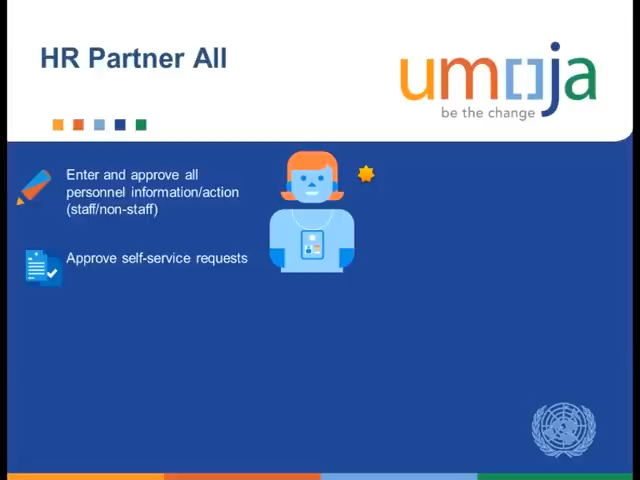 HR Partner All
umoja
be the change
Enter and approve all
personnel information/action
(staff/non-staff)
Approve self-service requests